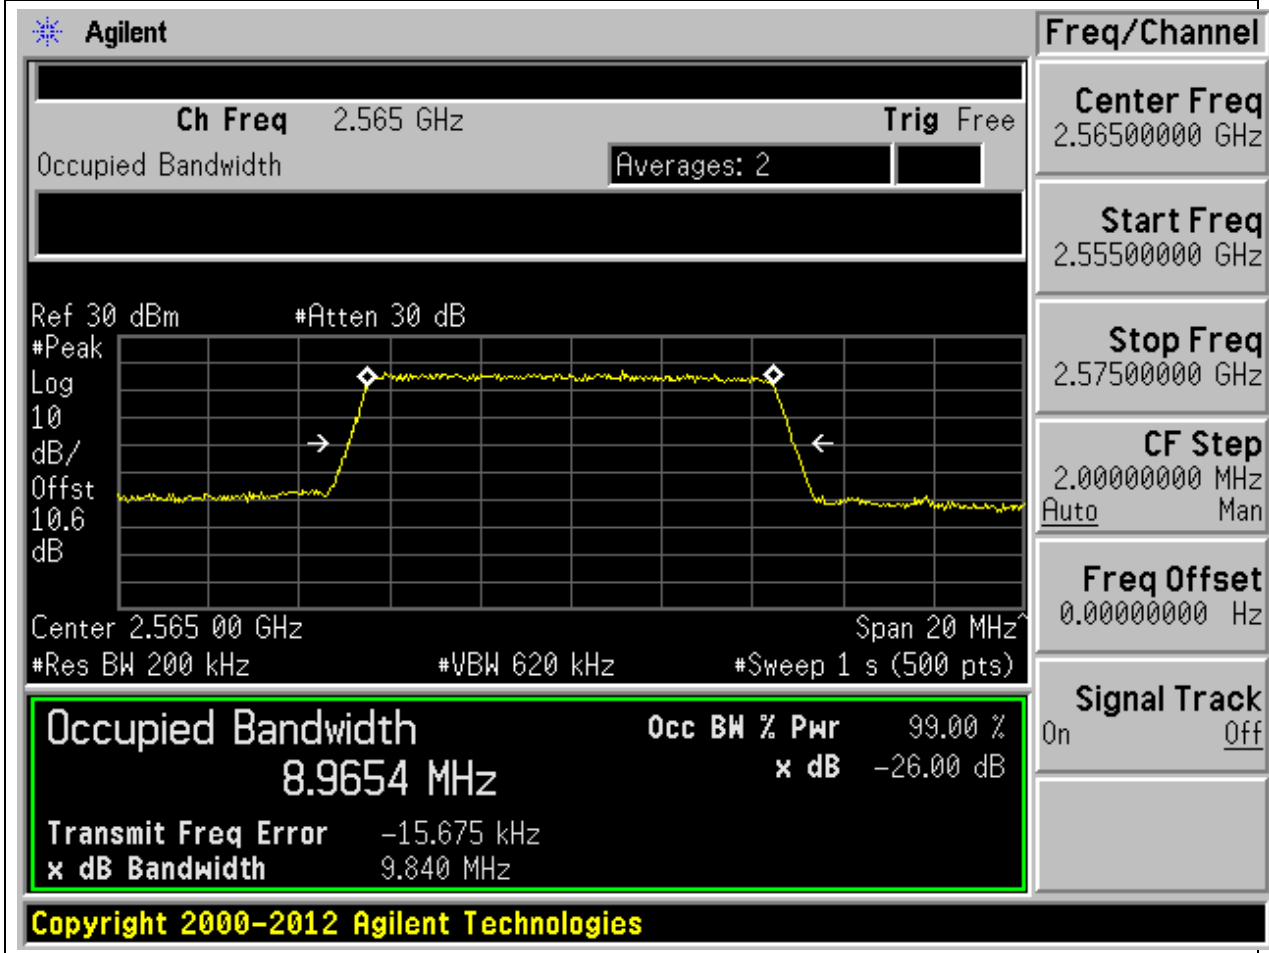 Agilent
Freq/Channel
Ch Freq 2.565 GHz Trig Free
Occupied Bandwidth Averages: 2
Center Freq
2.56500000 GHz
Start Freq
2.55500000 GHz
Stop Freq
2.57500000 GHz
CF Step
2.00000000 MHz
Auto Man
Freq Offset
0.00000000 Hz
Signal Track
On Off
Ref 30 dBm #Atten 30 dB
#Peak
Log
10
dB/
Offst
10.6
dB
Center 2.565 00 GHz Span 20 MHz^
#Res BW 200 kHz #VBW 620 kHz #Sweep 1 s (500 pts)
Occupied Bandwidth
8.9654 MHz
Occ BW % Pwr 99.00 %
x dB -26.00 dB
Transmit Freq Error -15.675 kHz
x dB Bandwidth 9.840 MHz
Copyright 2000-2012 Agilent Technologies